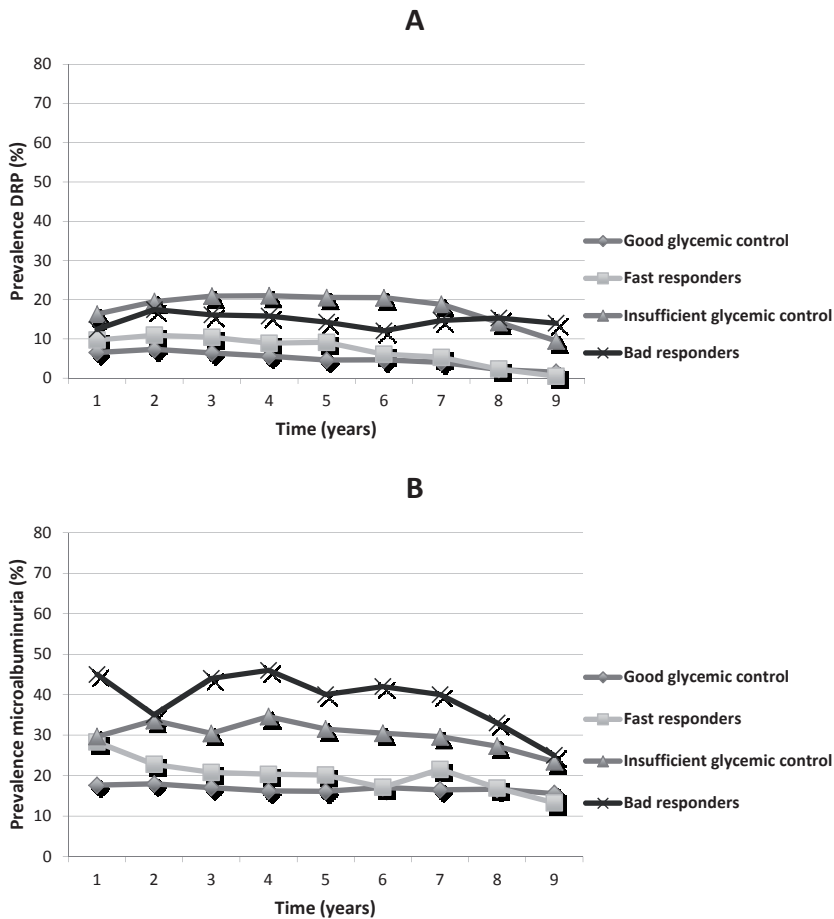 A
80
70
60
50
40
30
20
10
0
Prevalence DRP (%)
1 2 3 4 5 6 7 8 9
Time (years)
Good glycemic control
Fast responders
Insufficient glycemic control
Bad responders
B
80
70
60
50
40
30
20
10
0
Prevalence microalbuminuria (%)
1 2 3 4 5 6 7 8 9
Time (years)
Good glycemic control
Fast responders
Insufficient glycemic control
Bad responders